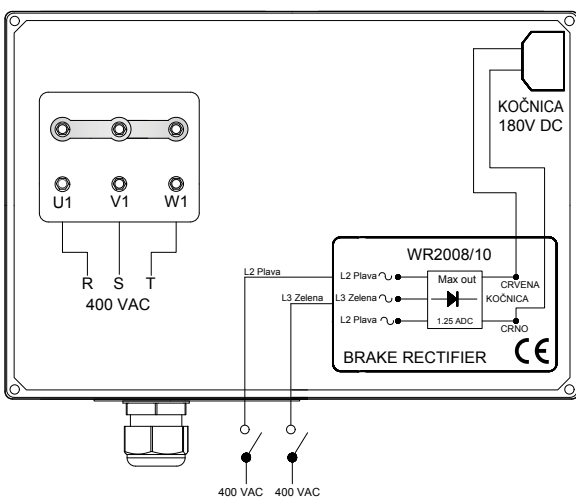 KOČNICA
180V DC
U1 V1 W1
R S T
400 VAC
WR2008/10
L2 Plava
L2 Plava
Max out
CRVENA
L3 Zelena
L3 Zelena
KOČNICA
L2 Plava
1.25 ADC
CRNO
BRAKE RECTIFIER
CE
400 VAC 400 VAC